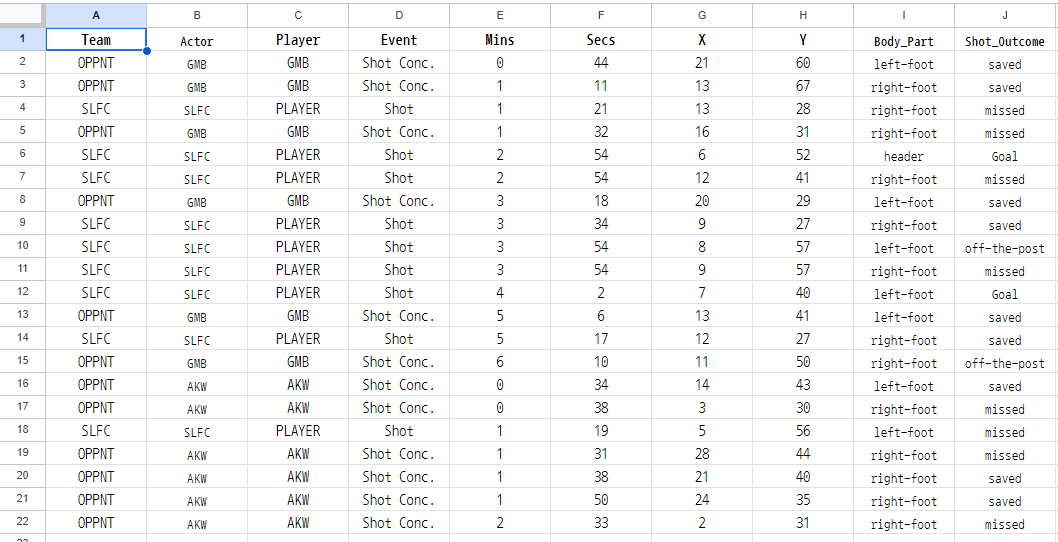 A B C D E F G H I J
1 Team Actor Player Event Mins Secs X Y Body_Part Shot_Outcome
2 OPPNT GMB GMB Shot Conc. 0 44 21 60 left-foot saved
3 OPPNT GMB GMB Shot Conc. 1 11 13 67 right-foot saved
4 SLFC SLFC PLAYER Shot 1 21 13 28 right-foot missed
5 OPPNT GMB GMB Shot Conc. 1 32 16 31 right-foot missed
6 SLFC SLFC PLAYER Shot 2 54 6 52 header Goal
7 SLFC SLFC PLAYER Shot 2 54 12 41 right-foot missed
8 OPPNT GMB GMB Shot Conc. 3 18 20 29 left-foot saved
9 SLFC SLFC PLAYER Shot 3 34 9 27 right-foot saved
10 SLFC SLFC PLAYER Shot 3 54 8 57 left-foot off-the-post
11 SLFC SLFC PLAYER Shot 3 54 9 57 right-foot missed
12 SLFC SLFC PLAYER Shot 4 2 7 40 left-foot Goal
13 OPPNT GMB GMB Shot Conc. 5 6 13 41 left-foot saved
14 SLFC SLFC PLAYER Shot 5 17 12 27 right-foot saved
15 OPPNT GMB GMB Shot Conc. 6 10 11 50 right-foot off-the-post
16 OPPNT AKW AKW Shot Conc. 0 34 14 43 left-foot saved
17 OPPNT AKW AKW Shot Conc. 0 38 3 30 right-foot missed
18 SLFC SLFC PLAYER Shot 1 19 5 56 left-foot missed
19 OPPNT AKW AKW Shot Conc. 1 31 28 44 right-foot missed
20 OPPNT AKW AKW Shot Conc. 1 38 21 40 right-foot saved
21 OPPNT AKW AKW Shot Conc. 1 50 24 35 right-foot saved
22 OPPNT AKW AKW Shot Conc. 2 33 2 31 right-foot missed